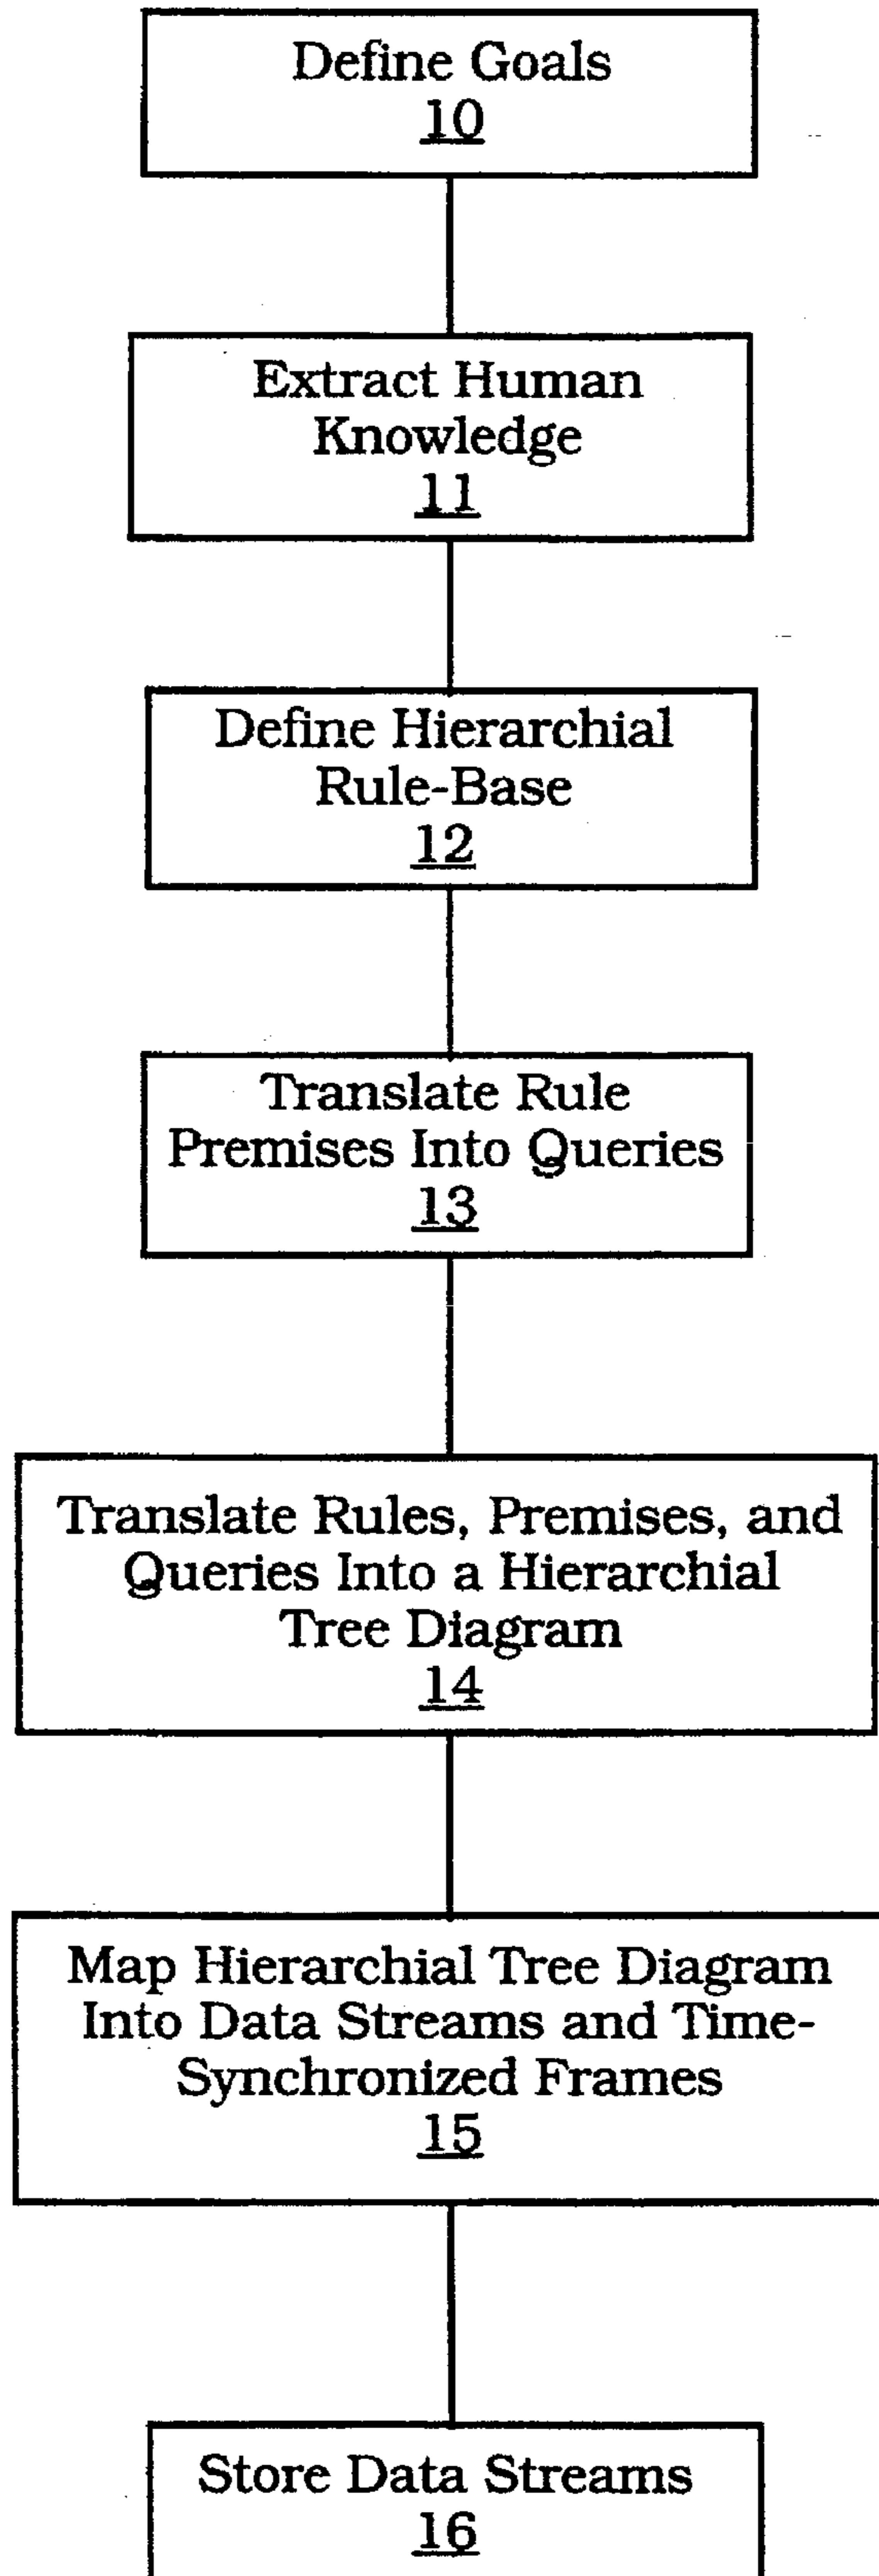 Define Goals
10
Extract Human
Knowledge
11
Define Hierarchial
Rule-Base
12
Translate Rule
Premises Into Queries
13
Translate Rules, Premises, and
Queries Into a Hierarchial
Tree Diagram
14
Map Hierarchial Tree Diagram
Into Data Streams and Time-
Synchronized Frames
15
Store Data Streams
16